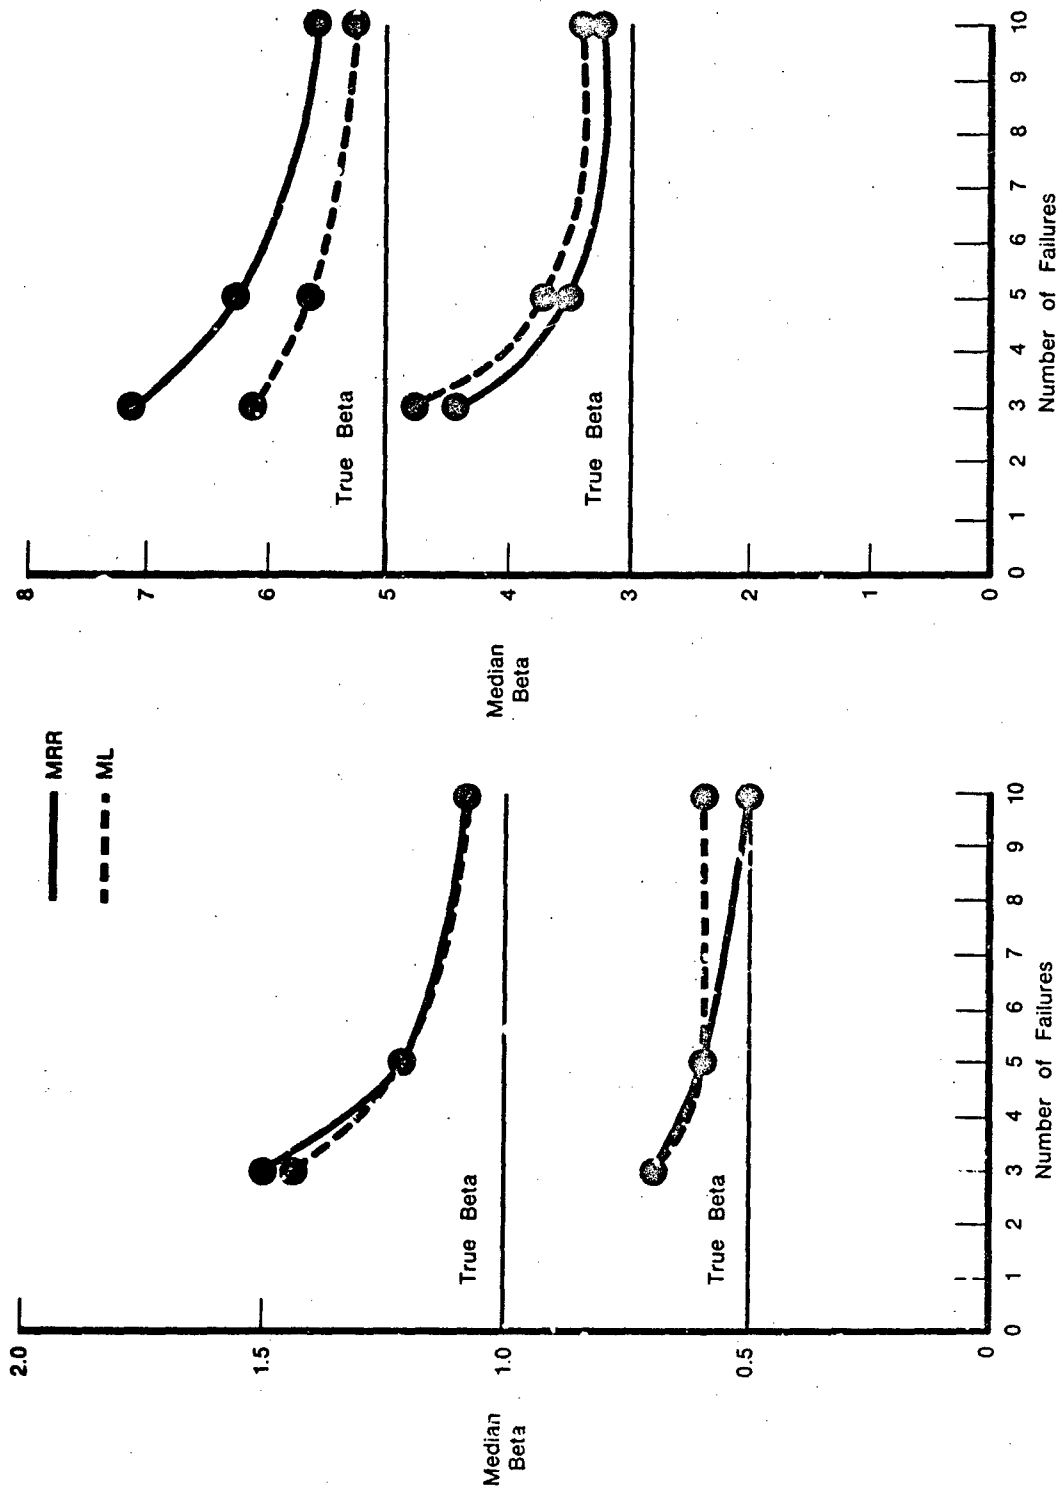 MRR
ML
2.0
1.5
1.0
0.5
0
Median
Beta
True Beta
True Beta
0 1 2 3 4 5 6 7 8 9 10
Number of Failures
8
7
6
5
4
3
2
1
0
Median
Beta
True Beta
True Beta
0 1 2 3 4 5 6 7 8 9 10
Number of Failures